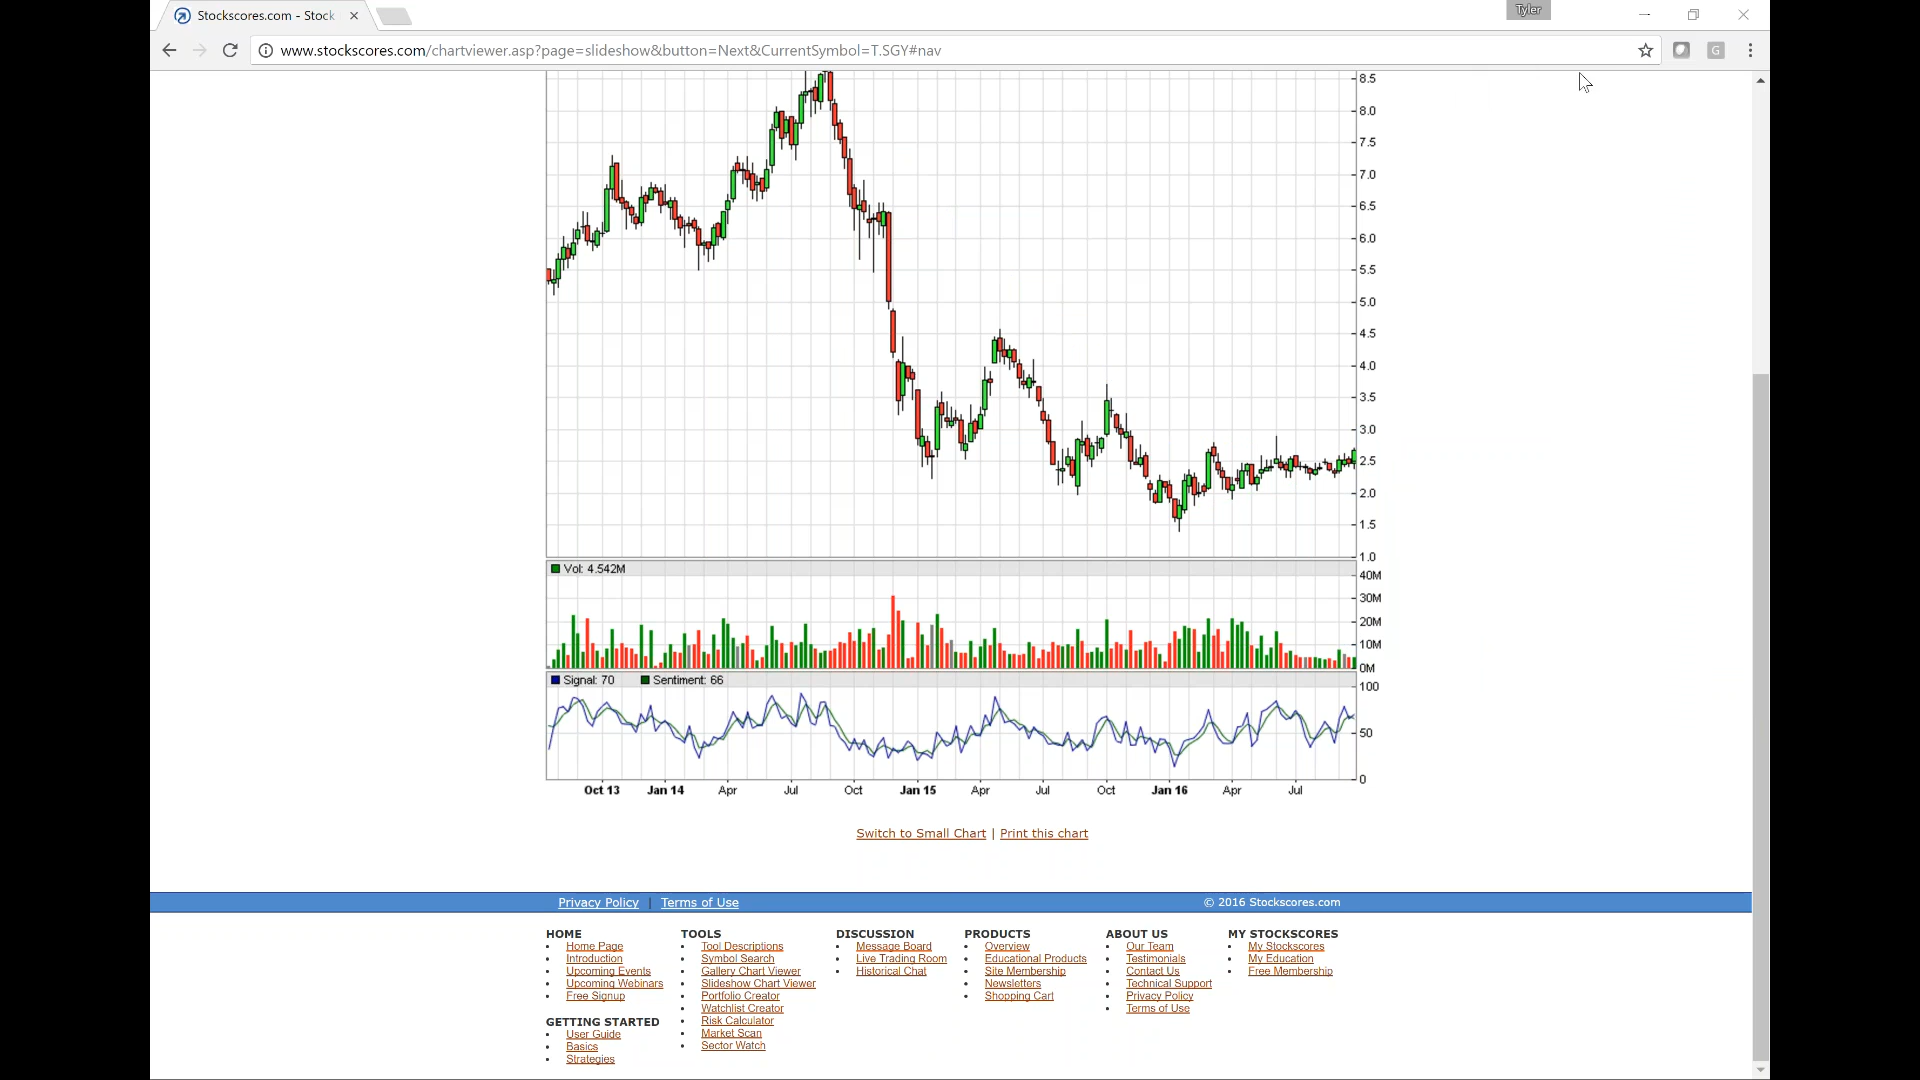 Stockscores.com - Stock
Tyler
www.stockscores.com/chartviewer.asp?page=slideshow&button=Next&CurrentSymbol=T.SGY#nav
8.5
8.0
7.5
7.0
6.5
6.0
5.5
5.0
4.5
4.0
3.5
3.0
2.5
2.0
1.5
1.0
Vol: 4.542M
40M
30M
20M
10M
0M
Signal: 70 Sentiment: 66
100
50
0
Oct 13 Jan 14 Apr Jul Oct Jan 15 Apr Jul Oct Jan 16 Apr Jul
Switch to Small Chart | Print this chart
Privacy Policy | Terms of Use © 2016 Stockscores.com
HOME
Home Page
Introduction
Upcoming Events
Upcoming Webinars
Free Signup
GETTING STARTED
User Guide
Basics
Strategies
TOOLS
Tool Descriptions
Symbol Search
Gallery Chart Viewer
Slideshow Chart Viewer
Portfolio Creator
Watchlist Creator
Risk Calculator
Market Scan
Sector Watch
DISCUSSION
Message Board
Live Trading Room
Historical Chat
PRODUCTS
Overview
Educational Products
Site Membership
Newsletters
Shopping Cart
ABOUT US
Our Team
Testimonials
Contact Us
Technical Support
Privacy Policy
Terms of Use
MY STOCKSCORES
My Stockscores
My Education
Free Membership